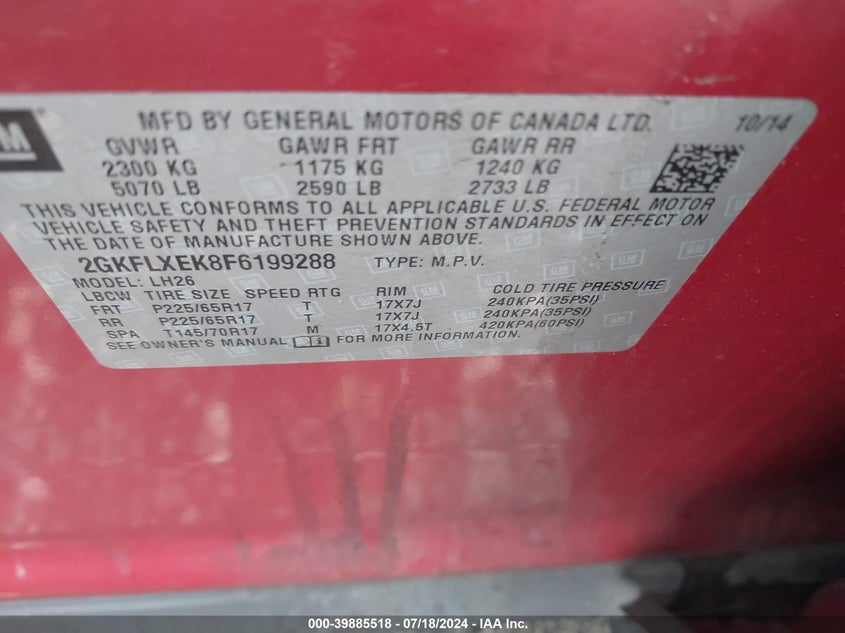 GM
MFD BY GENERAL MOTORS OF CANADA LTD. 10/14
GVWR GAWR FRT GAWR RR
2300 KG 1175 KG 1240 KG
5070 LB 2590 LB 2733 LB
THIS VEHICLE CONFORMS TO ALL APPLICABLE U.S. FEDERAL MOTOR
VEHICLE SAFETY AND THEFT PREVENTION STANDARDS IN EFFECT ON
THE DATE OF MANUFACTURE SHOWN ABOVE.
2GKFLXEK8F6199288 TYPE: M.P.V.
MODEL: LH26
LBCW TIRE SIZE SPEED RTG RIM COLD TIRE PRESSURE
FRT P225/65R17 T 17X7J 240KPA(35PSI)
RR P225/65R17 T 17X7J 240KPA(35PSI)
SPA T145/70R17 M 17X4.5T 420KPA(60PSI)
SEE OWNER'S MANUAL FOR MORE INFORMATION.
000-39885518 / 07/18/2024 - IAA Inc.